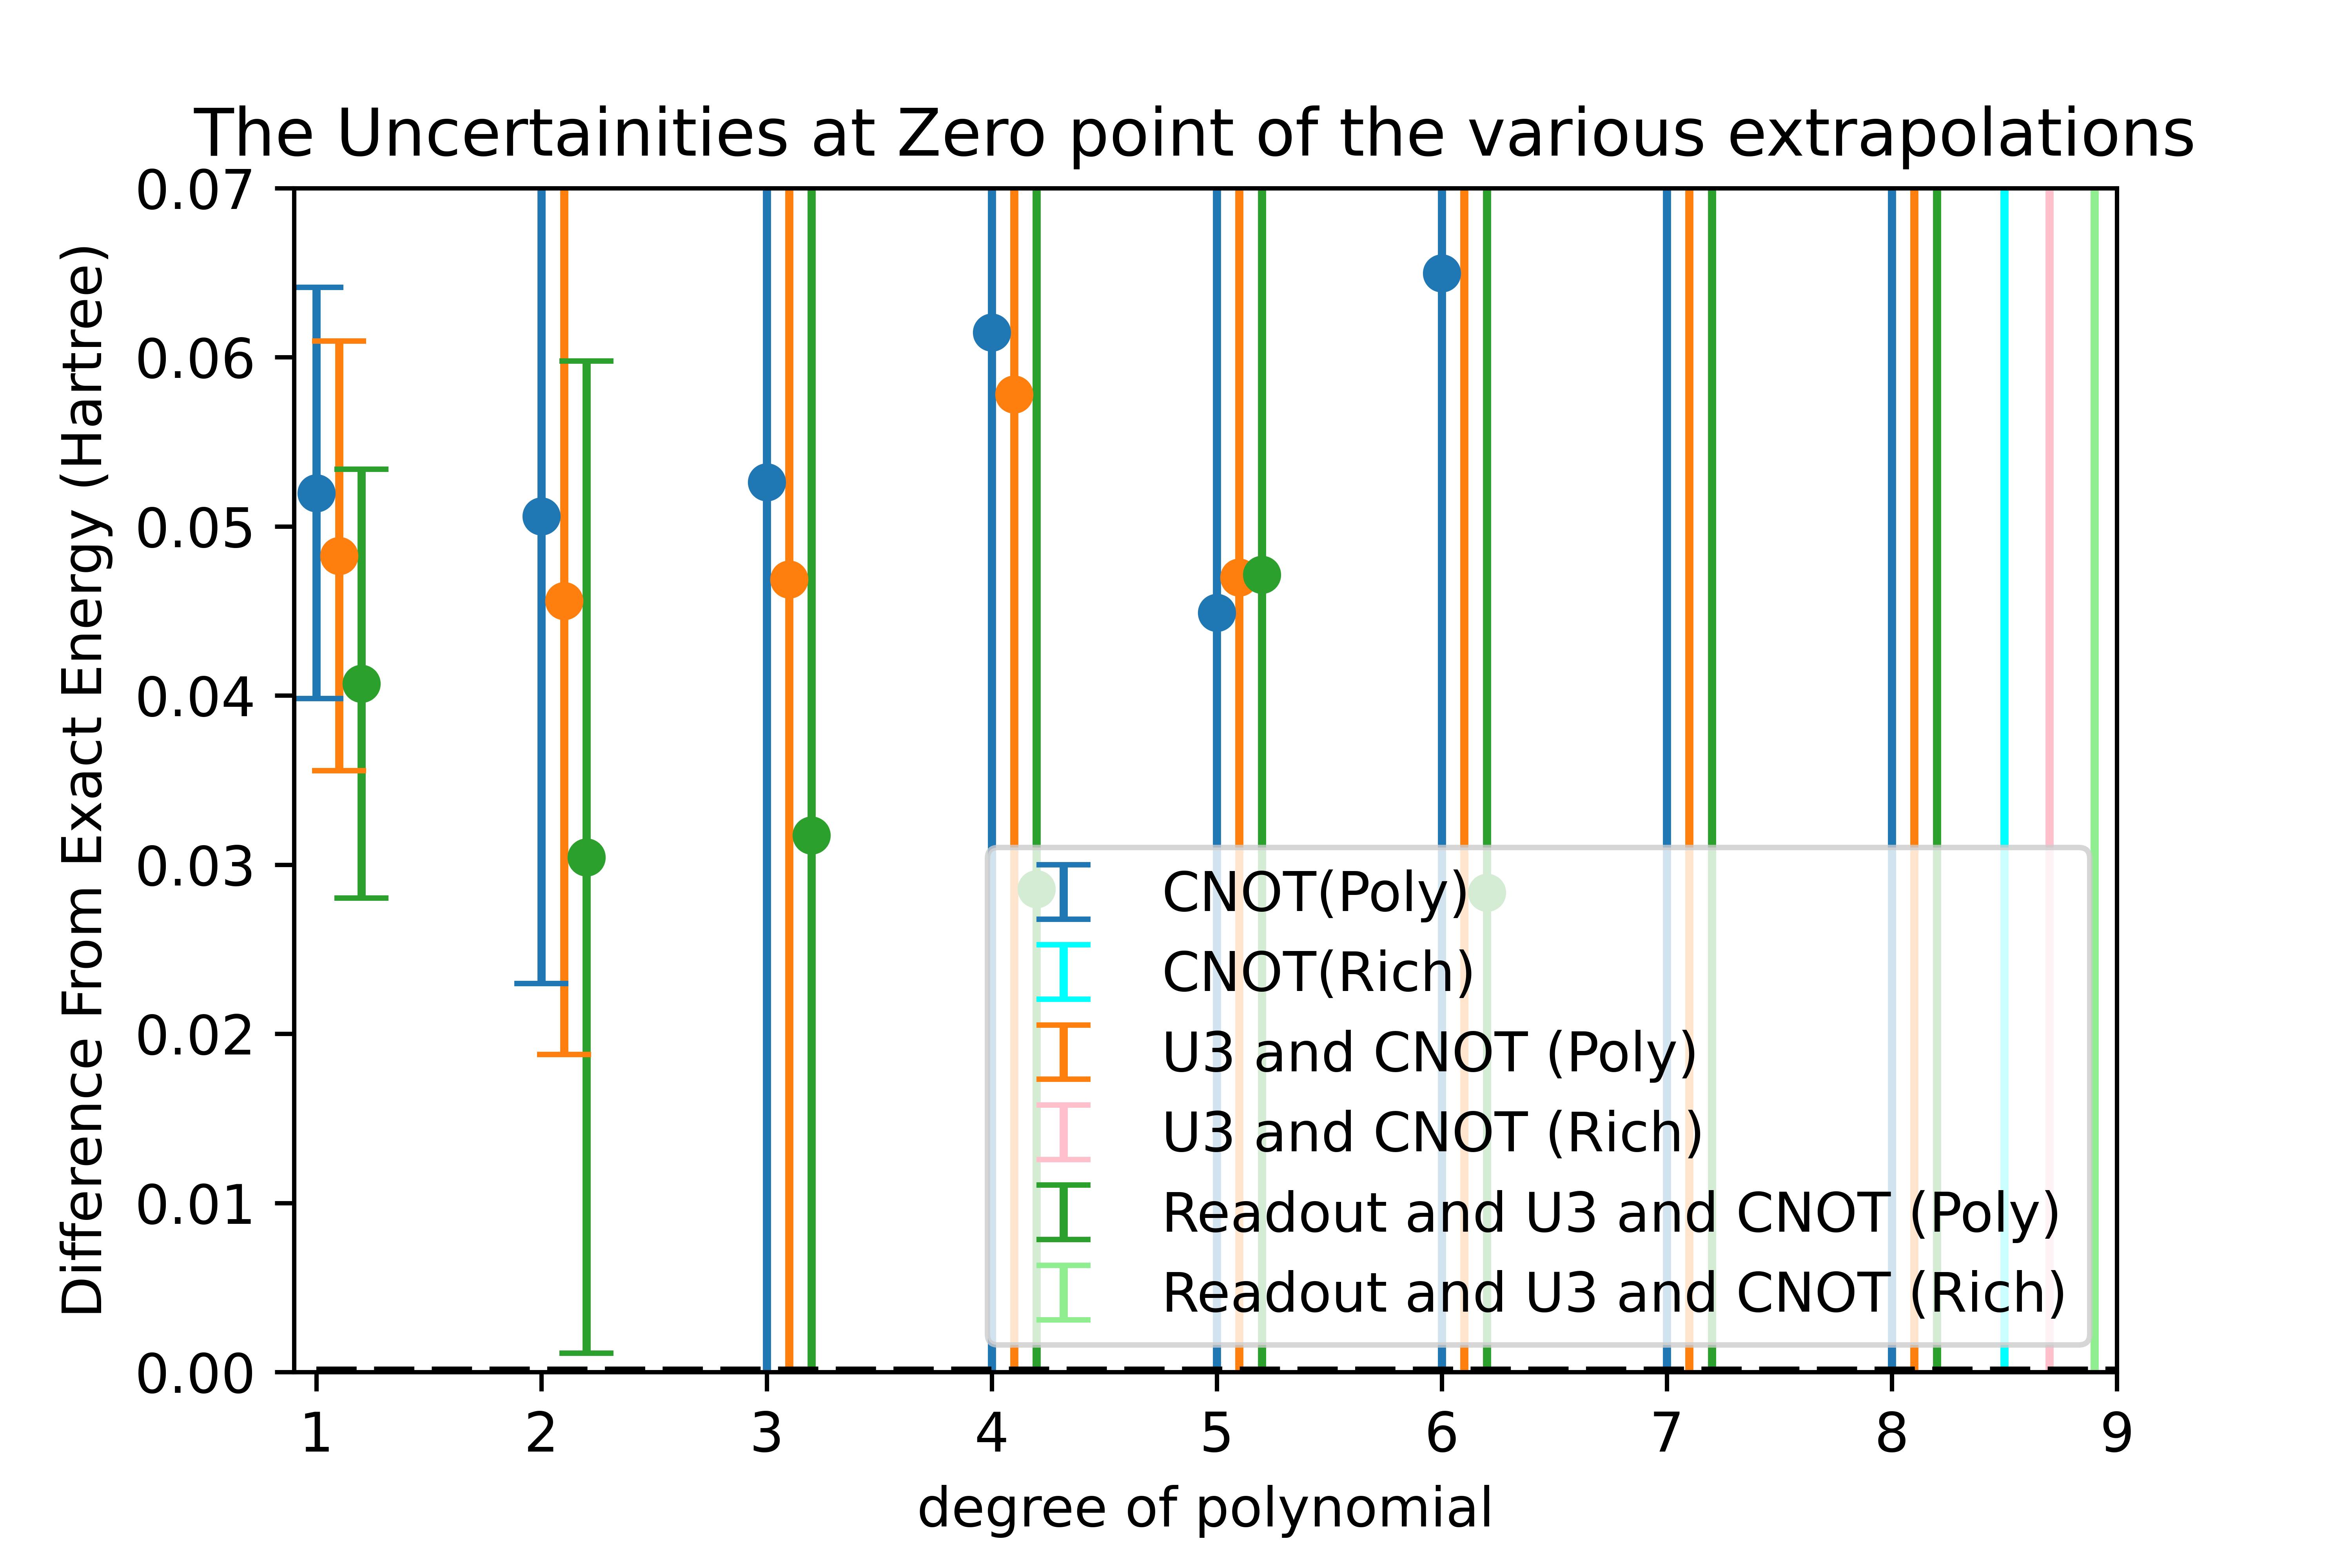 The Uncertainities at Zero point of the various extrapolations
Difference From Exact Energy (Hartree)
0.07
0.06
0.05
0.04
0.03
0.02
0.01
0.00
CNOT(Poly)
CNOT(Rich)
U3 and CNOT (Poly)
U3 and CNOT (Rich)
Readout and U3 and CNOT (Poly)
Readout and U3 and CNOT (Rich)
1 2 3 4 5 6 7 8 9
degree of polynomial